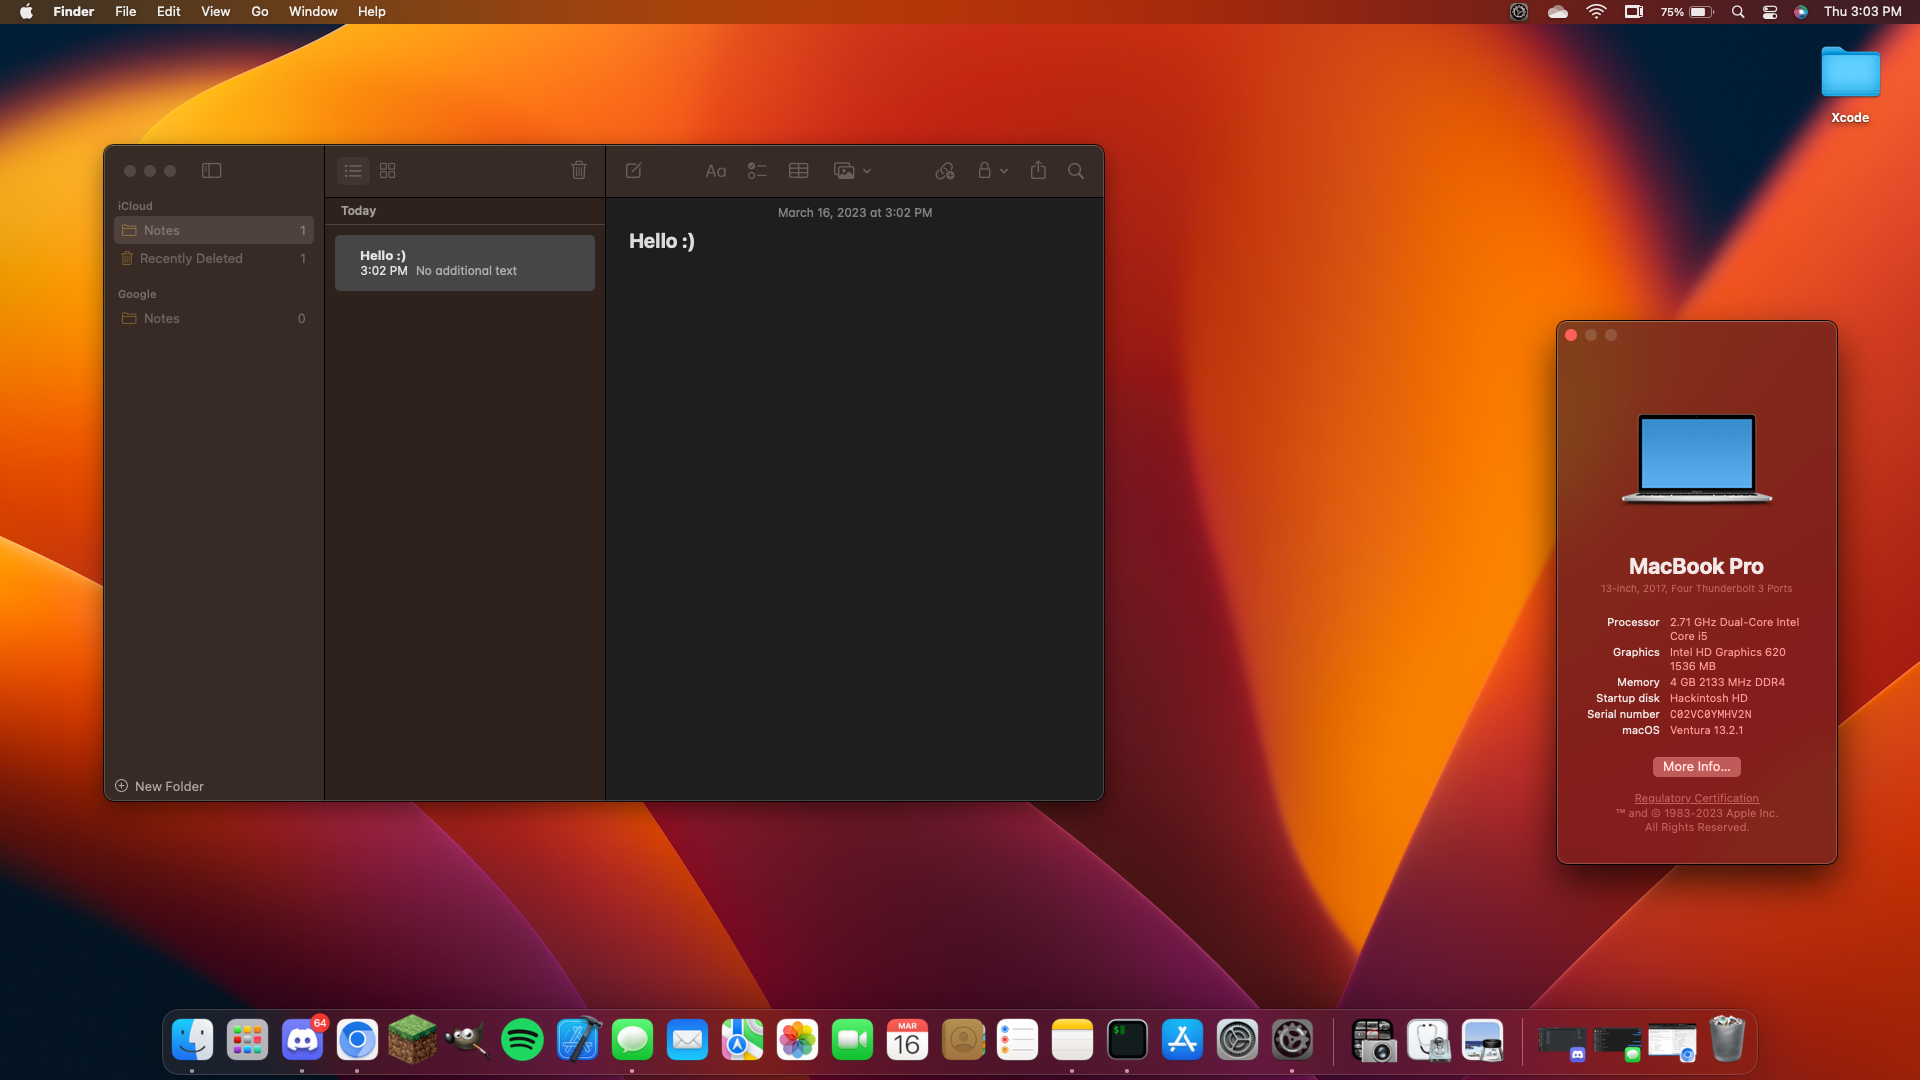 Finder File Edit View Go Window Help
75% Thu 3:03 PM
Xcode
iCloud
Notes 1
Recently Deleted 1
Google
Notes 0
New Folder
Today
Hello :)
3:02 PM No additional text
Aa
March 16, 2023 at 3:02 PM
Hello :)
MacBook Pro
13-inch, 2017, Four Thunderbolt 3 Ports
Processor 2.71 GHz Dual-Core Intel
Core i5
Graphics Intel HD Graphics 620
1536 MB
Memory 4 GB 2133 MHz DDR4
Startup disk Hackintosh HD
Serial number C02VC0YMHV2N
macOS Ventura 13.2.1
More Info...
Regulatory Certification
™ and © 1983-2023 Apple Inc.
All Rights Reserved.
64
MAR
16
$